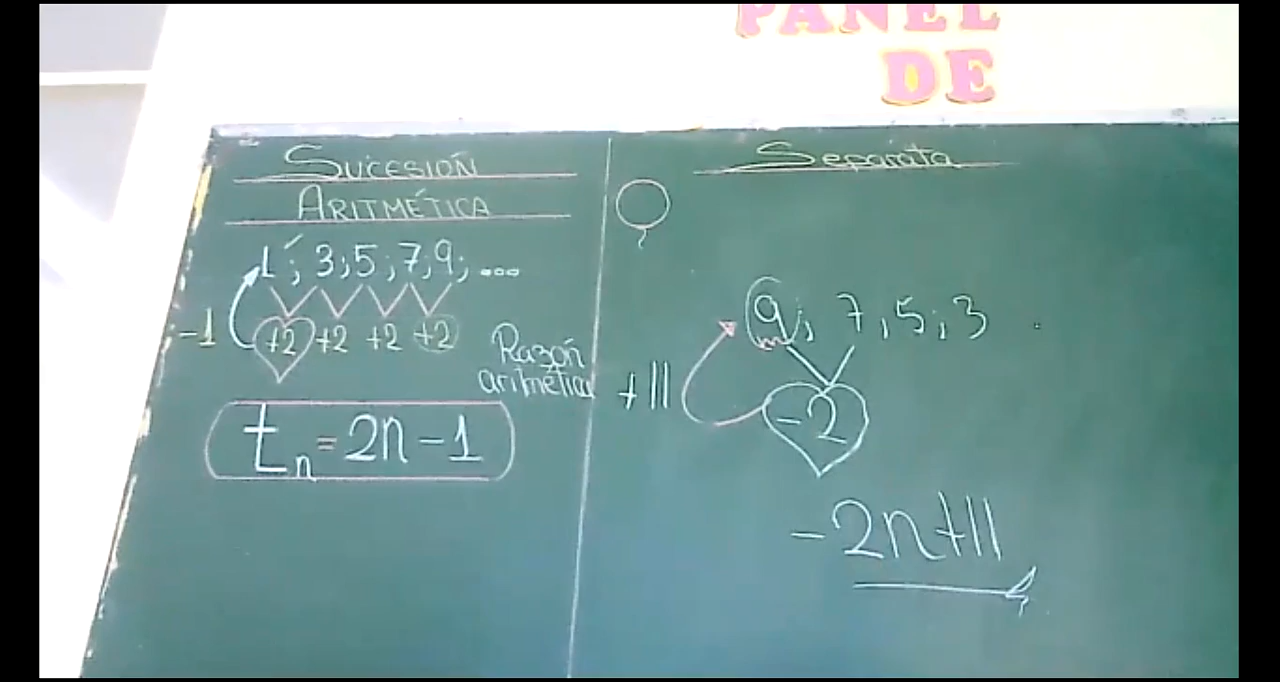 PANEL
DE
SUCESIÓN
ARITMÉTICA
1; 3; 5; 7; 9; ...
-1
+2 +2 +2 +2
Razón
aritmética
tn = 2n - 1
Separata
9; 7; 5; 3
+11
-2
-2n+11